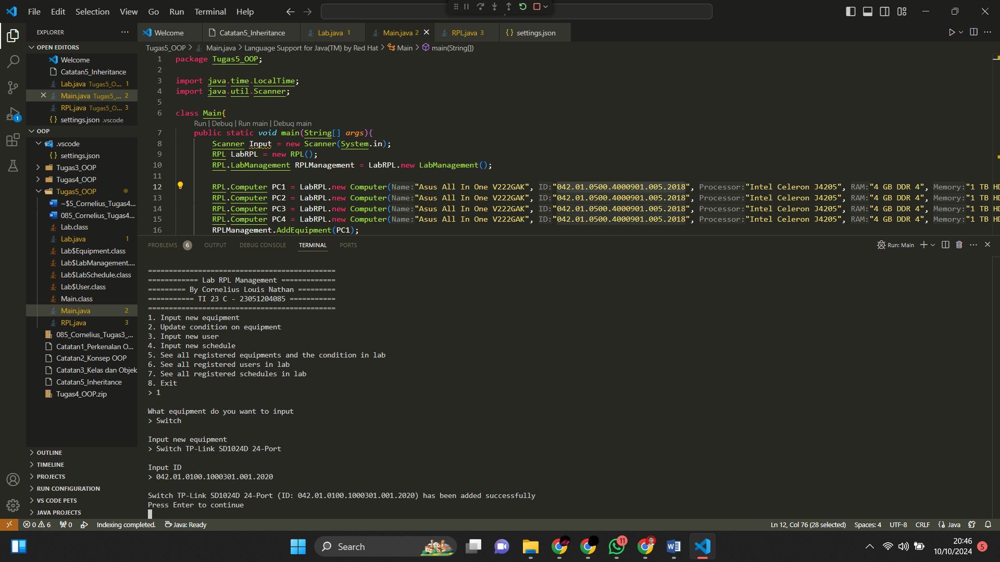 File Edit Selection View Go Run Terminal Help
EXPLORER
OPEN EDITORS
Welcome
Catatan5_Inheritance
Lab.java Tugas5_O... 1
Main.java Tugas5_... 2
RPL.java Tugas5_O... 3
settings.json .vscode
OOP
.vscode
settings.json
Tugas3_OOP
Tugas4_OOP
Tugas5_OOP
~$5_Cornelius_Tugas4...
085_Cornelius_Tugas4...
Lab.class
Lab.java 1
Lab$Equipment.class
Lab$LabManagement....
Lab$LabSchedule.class
Lab$User.class
Main.class
Main.java 2
RPL.java 3
085_Cornelius_Tugas3_...
Catatan1_Perkenalan O...
Catatan2_Konsep OOP
Catatan3_Kelas dan Objek
Catatan5_Inheritance
Tugas4_OOP.zip
OUTLINE
TIMELINE
PROJECTS
RUN CONFIGURATION
VS CODE PETS
JAVA PROJECTS
1
Welcome Catatan5_Inheritance Lab.java 1 Main.java 2 RPL.java 3 settings.json
Tugas5_OOP > Main.java > Language Support for Java(TM) by Red Hat > Main > main(String[])
1 package Tugas5_OOP;
2
3 import java.time.LocalTime;
4 import java.util.Scanner;
5
6 class Main{
Run | Debug | Run main | Debug main
7 public static void main(String[] args){
8 Scanner Input = new Scanner(System.in);
9 RPL LabRPL = new RPL();
10 RPL.LabManagement RPLManagement = LabRPL.new LabManagement();
11
12 RPL.Computer PC1 = LabRPL.new Computer(Name:"Asus All In One V222GAK", ID:"042.01.0500.4000901.005.2018", Processor:"Intel Celeron J4205", RAM:"4 GB DDR 4", Memory:"1 TB HD
13 RPL.Computer PC2 = LabRPL.new Computer(Name:"Asus All In One V222GAK", ID:"042.01.0500.4000901.005.2018", Processor:"Intel Celeron J4205", RAM:"4 GB DDR 4", Memory:"1 TB HD
14 RPL.Computer PC3 = LabRPL.new Computer(Name:"Asus All In One V222GAK", ID:"042.01.0500.4000901.005.2018", Processor:"Intel Celeron J4205", RAM:"4 GB DDR 4", Memory:"1 TB HD
15 RPL.Computer PC4 = LabRPL.new Computer(Name:"Asus All In One V222GAK", ID:"042.01.0500.4000901.005.2018", Processor:"Intel Celeron J4205", RAM:"4 GB DDR 4", Memory:"1 TB HD
16 RPLManagement.AddEquipment(PC1);
PROBLEMS 6 OUTPUT DEBUG CONSOLE TERMINAL PORTS
Run: Main
=============================================
============ Lab RPL Management =============
========= By Cornelius Louis Nathan =========
=========== TI 23 C - 23051204085 ===========
=============================================
1. Input new equipment
2. Update condition on equipment
3. Input new user
4. Input new schedule
5. See all registered equipments and the condition in lab
6. See all registered users in lab
7. See all registered schedules in lab
8. Exit
> 1
What equipment do you want to input
> Switch
Input new equipment
> Switch TP-Link SD1024D 24-Port
Input ID
> 042.01.0100.1000301.001.2020
Switch TP-Link SD1024D 24-Port (ID: 042.01.0100.1000301.001.2020) has been added successfully
Press Enter to continue
0 6 0 Indexing completed. Java: Ready
Ln 12, Col 76 (28 selected) Spaces: 4 UTF-8 CRLF {} Java
Search
11
20:46
10/10/2024
5